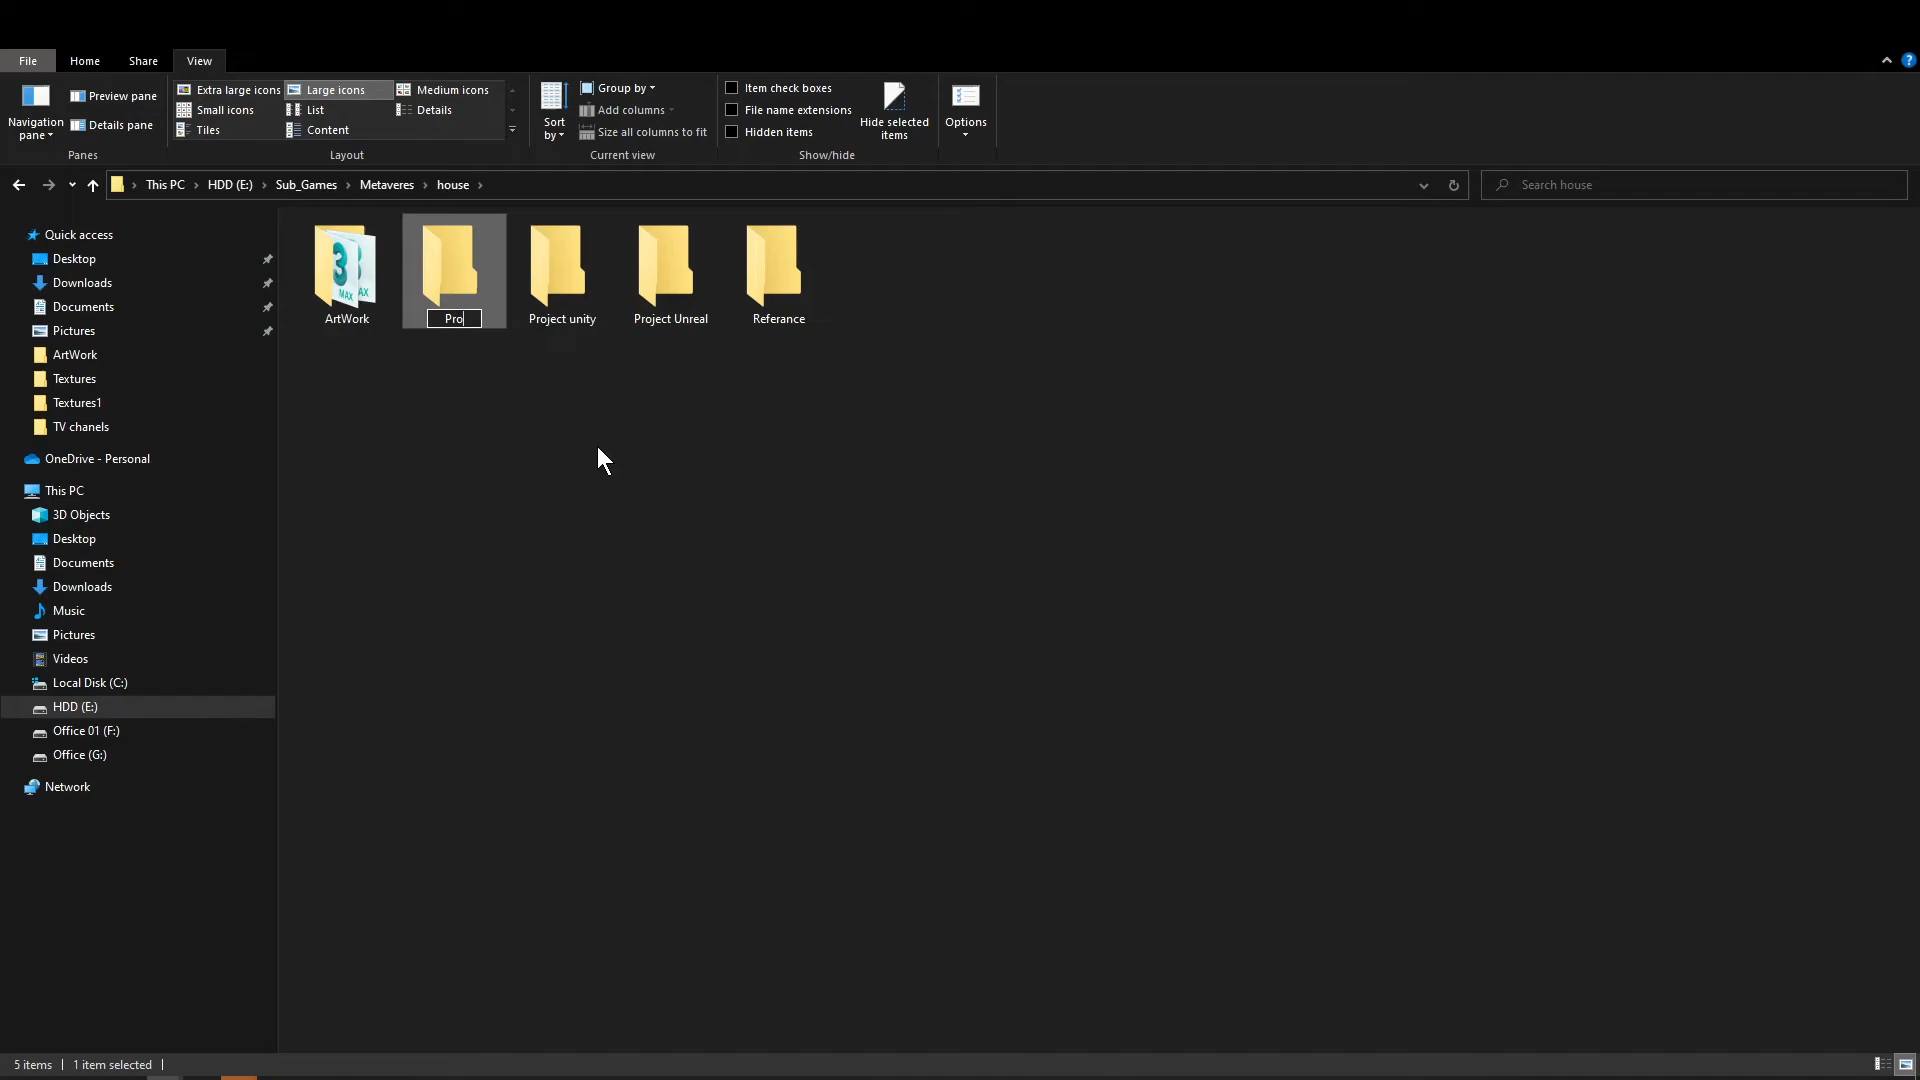 File Home Share View
Navigation pane
Preview pane
Details pane
Panes
Extra large icons Large icons Medium icons
Small icons List Details
Tiles Content
Layout
Sort by
Group by
Add columns
Size all columns to fit
Current view
Item check boxes
File name extensions
Hidden items
Hide selected items
Show/hide
Options
This PC HDD (E:) Sub_Games Metaveres house
Search house
Quick access
Desktop
Downloads
Documents
Pictures
ArtWork
Textures
Textures1
TV chanels
OneDrive - Personal
This PC
3D Objects
Desktop
Documents
Downloads
Music
Pictures
Videos
Local Disk (C:)
HDD (E:)
Office 01 (F:)
Office (G:)
Network
3 MAX AX
ArtWork Pro Project unity Project Unreal Referance
5 items 1 item selected